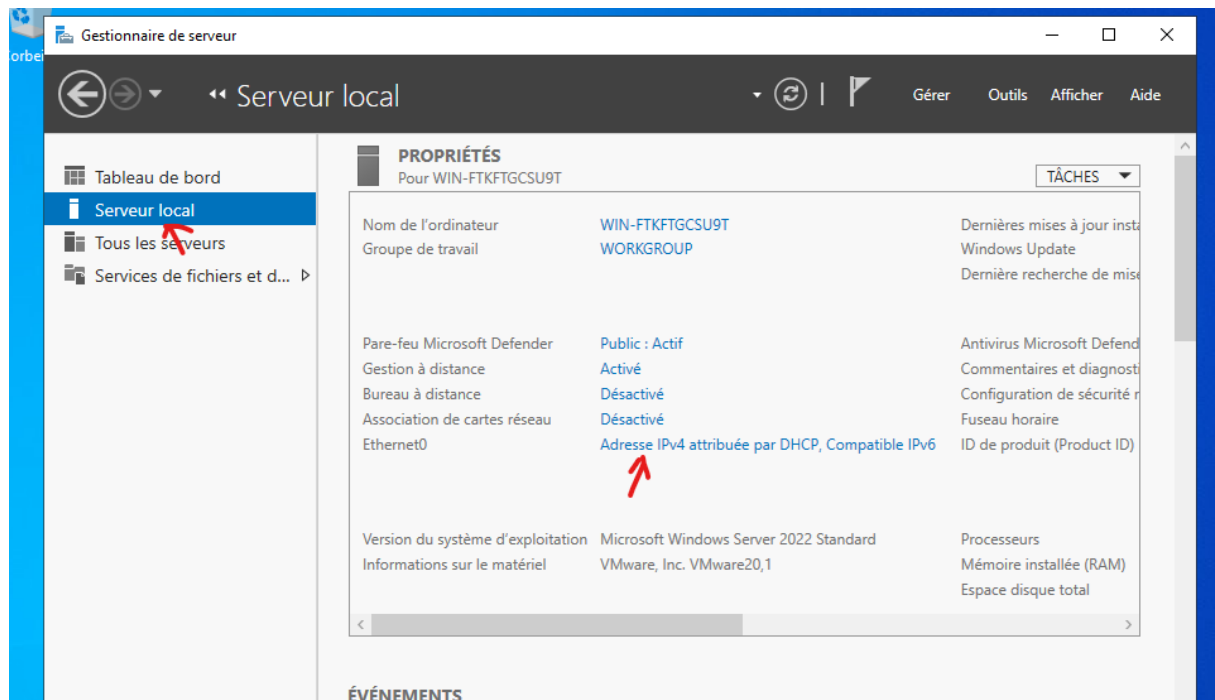 orbei
Gestionnaire de serveur
Serveur local
Gérer Outils Afficher Aide
Tableau de bord
Serveur local
Tous les serveurs
Services de fichiers et d...
PROPRIÉTÉS
Pour WIN-FTKFTGCSU9T
TÂCHES
Nom de l'ordinateur WIN-FTKFTGCSU9T Dernières mises à jour insta
Groupe de travail WORKGROUP Windows Update
Dernière recherche de mise
Pare-feu Microsoft Defender Public : Actif Antivirus Microsoft Defend
Gestion à distance Activé Commentaires et diagnosti
Bureau à distance Désactivé Configuration de sécurité r
Association de cartes réseau Désactivé Fuseau horaire
Ethernet0 Adresse IPv4 attribuée par DHCP, Compatible IPv6 ID de produit (Product ID)
Version du système d'exploitation Microsoft Windows Server 2022 Standard Processeurs
Informations sur le matériel VMware, Inc. VMware20,1 Mémoire installée (RAM)
Espace disque total
ÉVÉNEMENTS